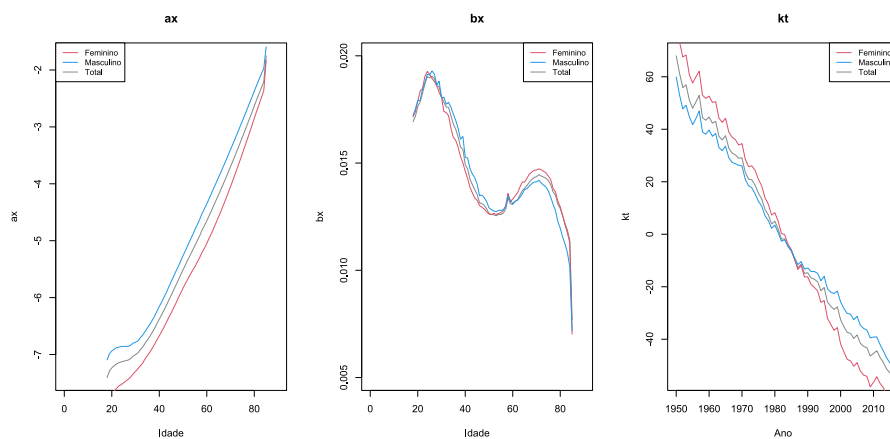 ax
Feminino
Masculino
Total
-2
-3
-4
-5
-6
-7
ax
0 20 40 60 80
Idade
bx
Feminino
Masculino
Total
0.020
0.015
0.010
0.005
bx
0 20 40 60 80
Idade
kt
Feminino
Masculino
Total
60
40
20
0
-20
-40
kt
1950 1960 1970 1980 1990 2000 2010
Ano